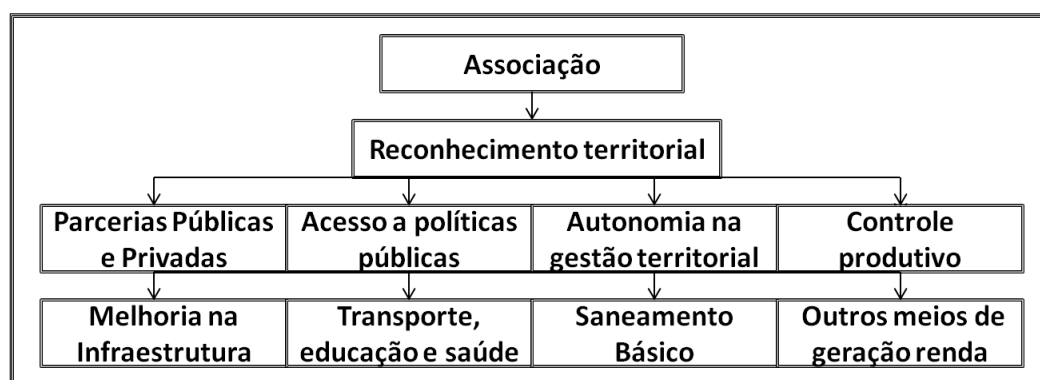 Associação
Reconhecimento territorial
Parcerias Públicas
e Privadas
Acesso a políticas
públicas
Autonomia na
gestão territorial
Controle
produtivo
Melhoria na
Infraestrutura
Transporte,
educação e saúde
Saneamento
Básico
Outros meios de
geração renda